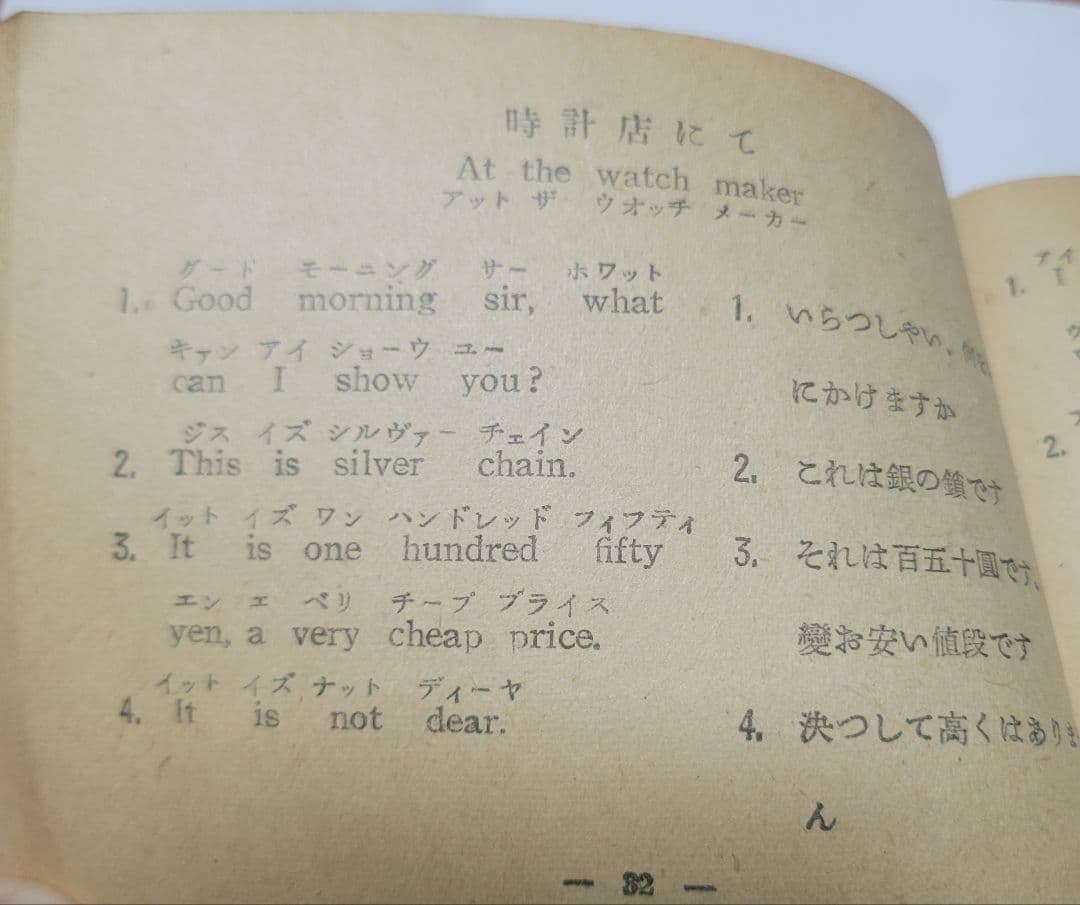 時計店にて
At the watch maker
アット ザ ウオッチ メーカー
グード モーニング サー ホワット
1. Good morning sir, what
キァン アイ ショーウ ユー
can I show you?
ジス イズ シルヴァー チェイン
2. This is silver chain.
イット イズ ワン ハンドレッド フィフティ
3. It is one hundred fifty
エン エ ベリ チープ プライス
yen, a very cheap price.
イット イズ ナット ディーヤ
4. It is not dear.
1. いらつしやい、
にかけますか
2. これは銀の鎖です
3. それは百五十圓です、
變お安い値段です
4. 決つして高くはありま
ん
— 32 —
アイ
1. I
2.